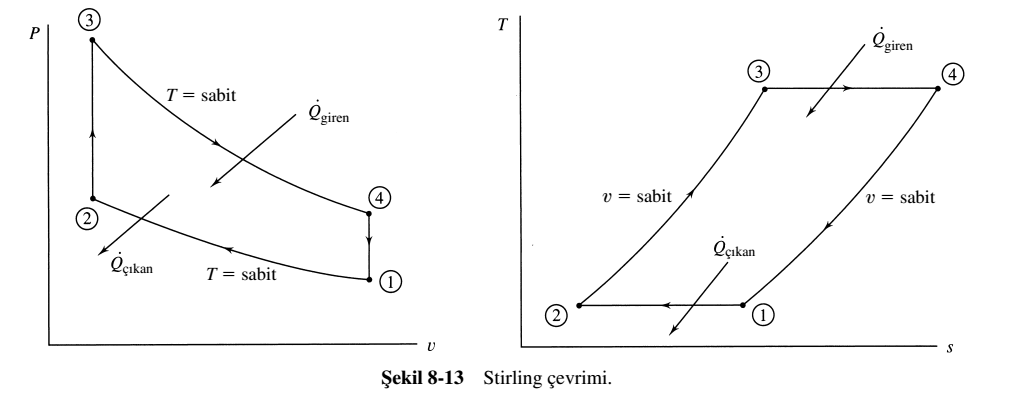 P
③
T = sabit
Q̇giren
④
②
Q̇çıkan
T = sabit
①
v
T
Q̇giren
③
④
v = sabit
v = sabit
Q̇çıkan
②
①
s
Şekil 8-13 Stirling çevrimi.